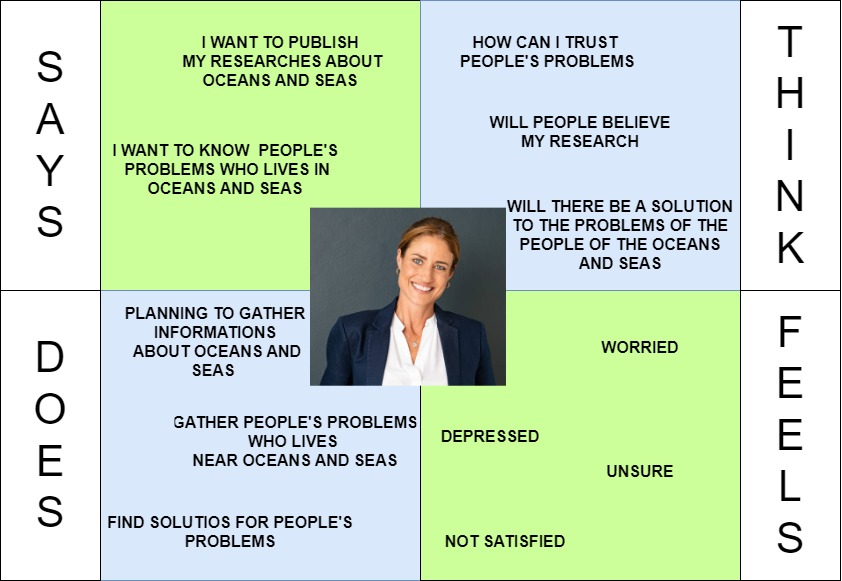 SAYS
I WANT TO PUBLISH
MY RESEARCHES ABOUT
OCEANS AND SEAS
I WANT TO KNOW  PEOPLE'S
PROBLEMS WHO LIVES IN
OCEANS AND SEAS
HOW CAN I TRUST
PEOPLE'S PROBLEMS
WILL PEOPLE BELIEVE
MY RESEARCH
WILL THERE BE A SOLUTION
TO THE PROBLEMS OF THE
PEOPLE OF THE OCEANS
AND SEAS
THINK
DOES
PLANNING TO GATHER
INFORMATIONS
ABOUT OCEANS AND
SEAS
GATHER PEOPLE'S PROBLEMS
WHO LIVES
NEAR OCEANS AND SEAS
FIND SOLUTIOS FOR PEOPLE'S
PROBLEMS
WORRIED
DEPRESSED
UNSURE
NOT SATISFIED
FEELS